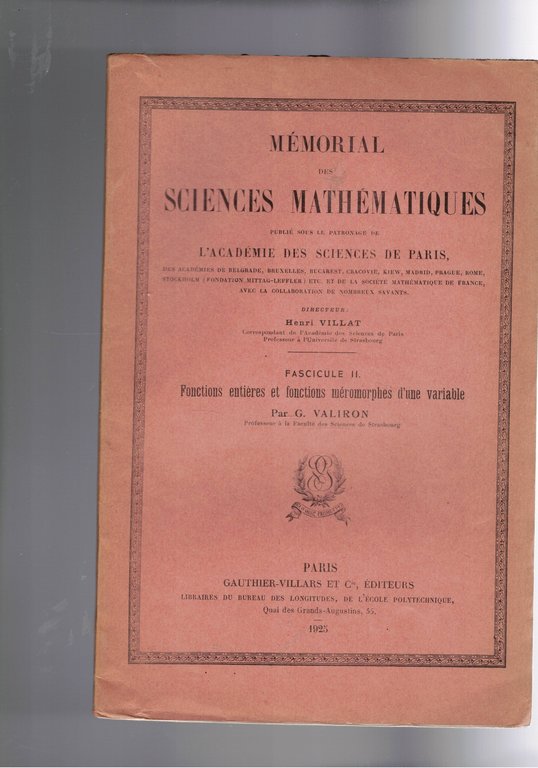 MÉMORIAL
DES
SCIENCES MATHÉMATIQUES
PUBLIÉ SOUS LE PATRONAGE DE
L'ACADÉMIE DES SCIENCES DE PARIS,
DES ACADÉMIES DE BELGRADE, BRUXELLES, BUCAREST, CRACOVIE, KIEW, MADRID, PRAGUE, ROME,
STOCKHOLM (FONDATION MITTAG-LEFFLER) ETC. ET DE LA SOCIÉTÉ MATHÉMATIQUE DE FRANCE,
AVEC LA COLLABORATION DE NOMBREUX SAVANTS.
DIRECTEUR:
Henri VILLAT
Correspondant de l'Académie des Sciences de Paris
Professeur à l'Université de Strasbourg
FASCICULE II.
Fonctions entières et fonctions méromorphes d'une variable
Par G. VALIRON
Professeur à la Faculté des Sciences de Strasbourg
PARIS
GAUTHIER-VILLARS ET Cie, ÉDITEURS
LIBRAIRES DU BUREAU DES LONGITUDES, DE L'ÉCOLE POLYTECHNIQUE,
Quai des Grands-Augustins, 55.
1925